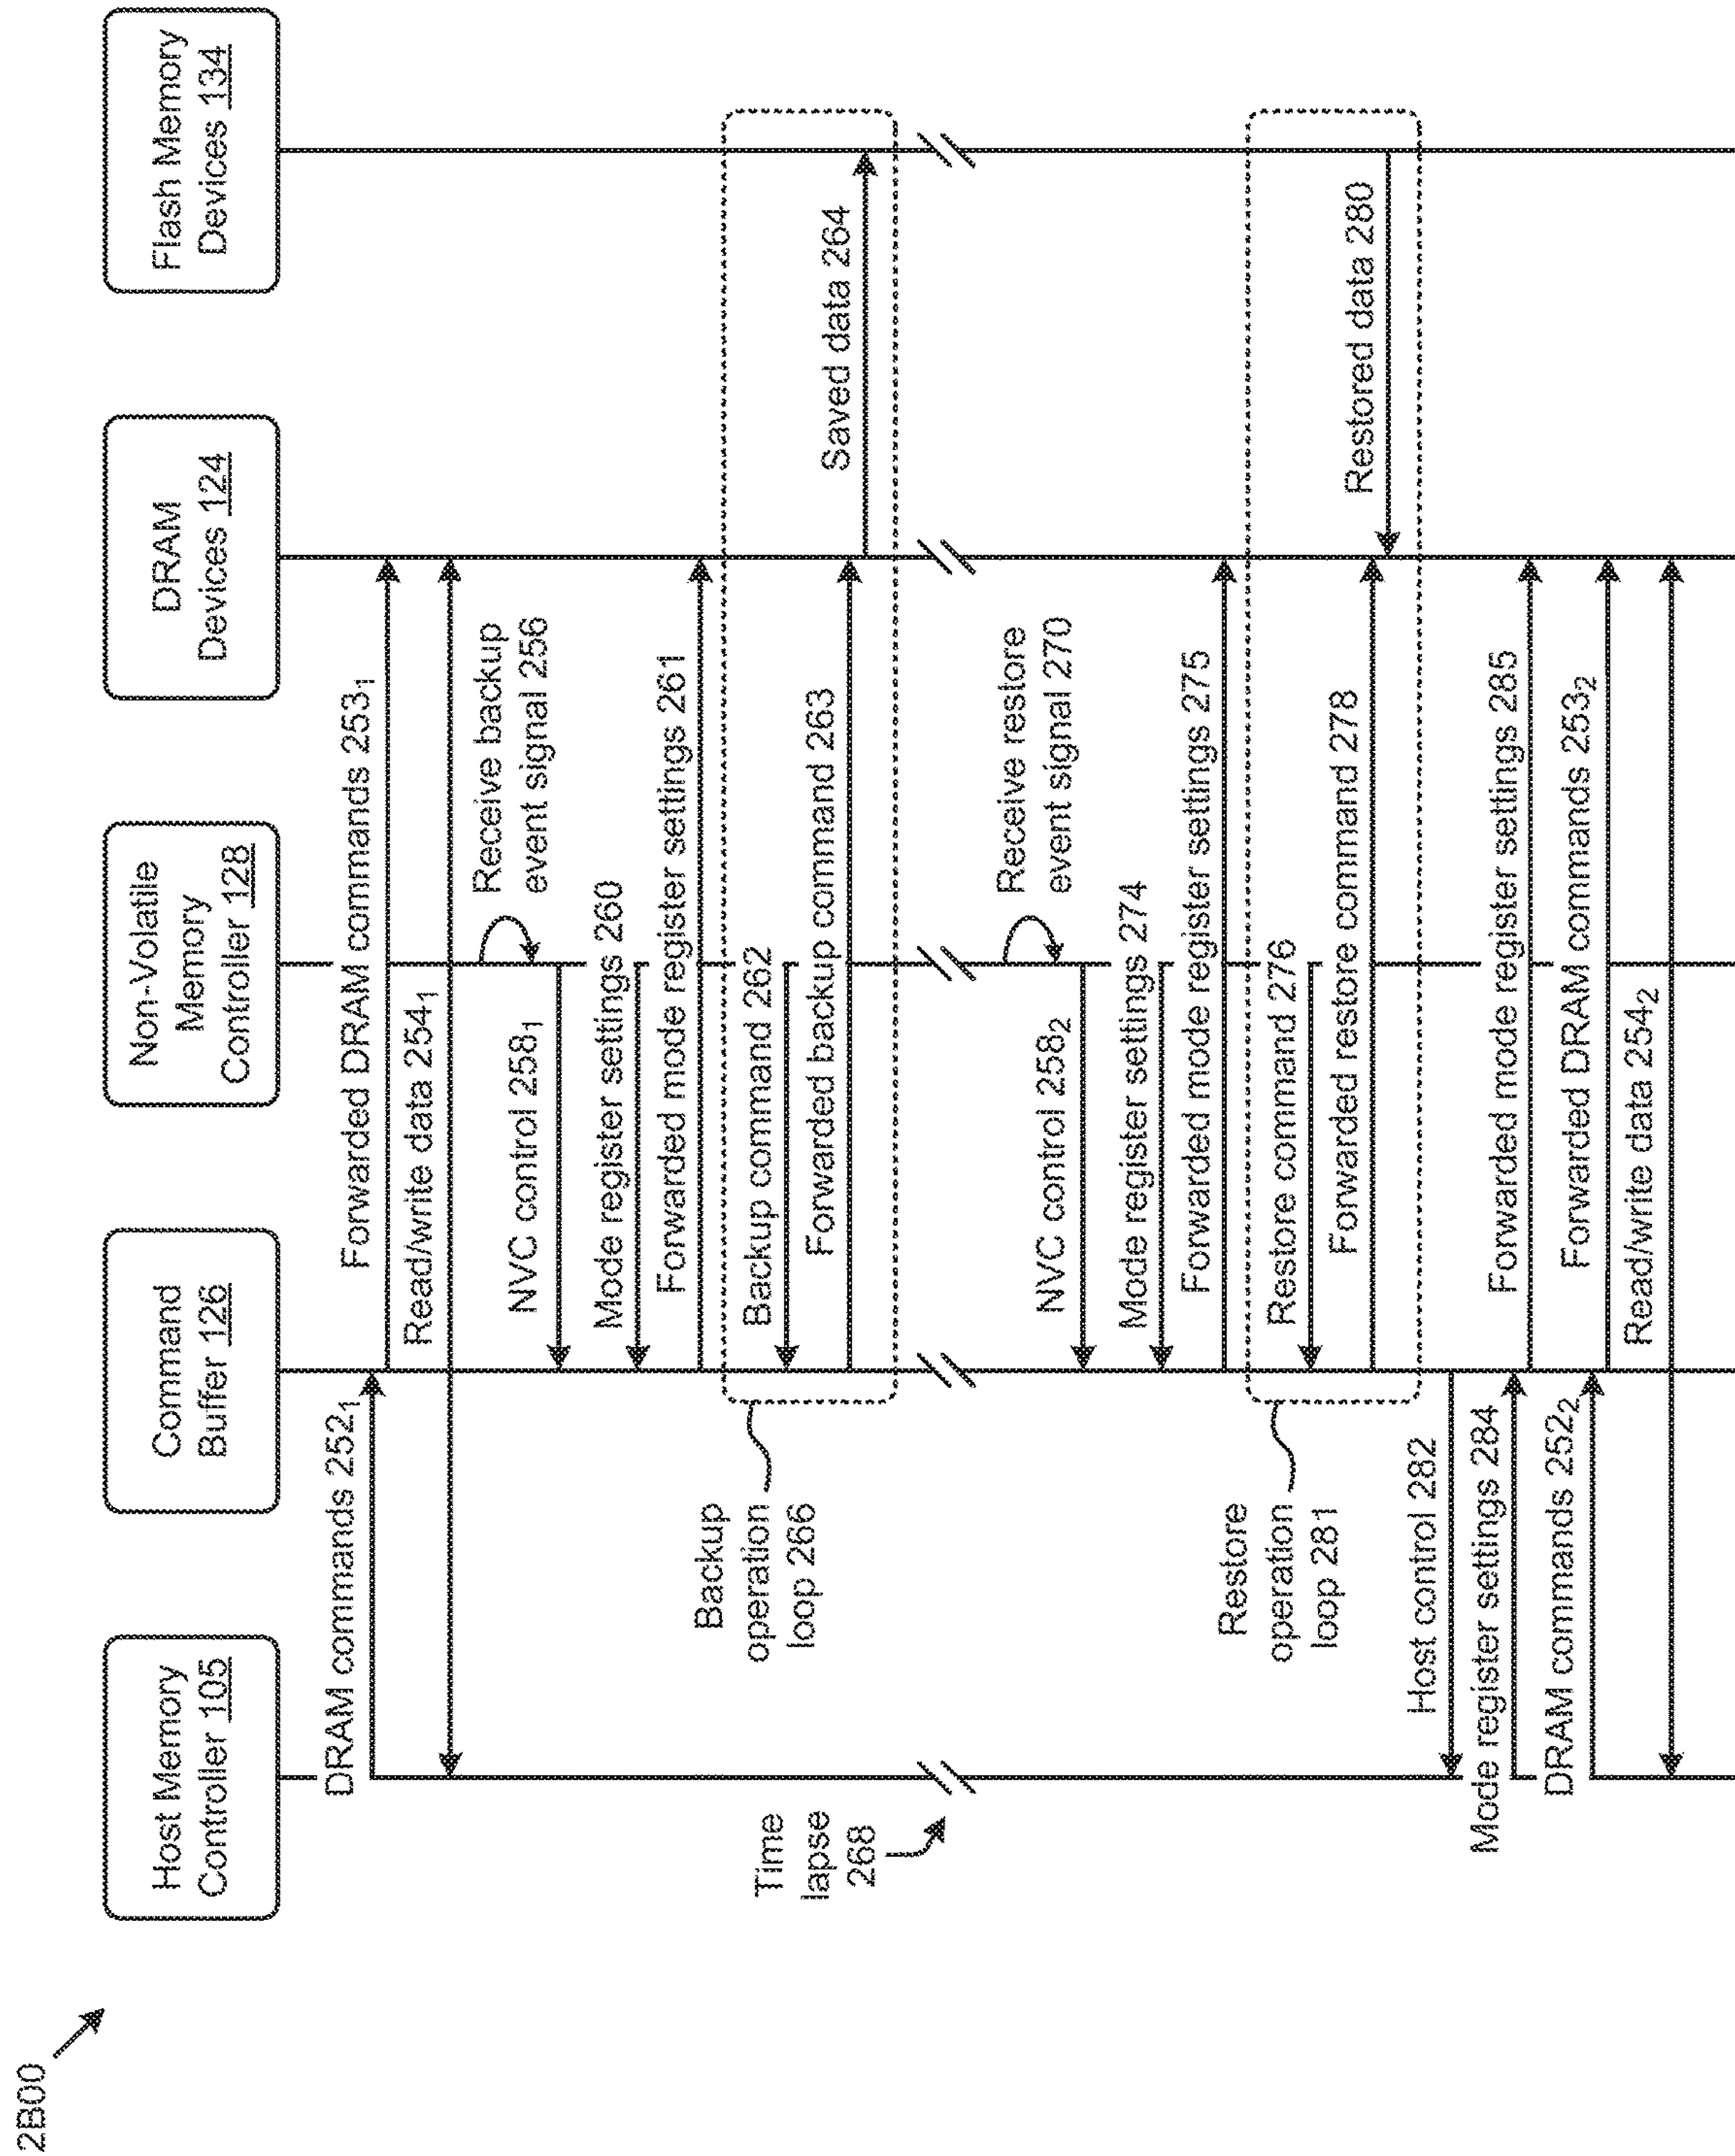 2B00
Host Memory
Controller 105
Command
Buffer 126
Non-Volatile
Memory
Controller 128
DRAM
Devices 124
Flash Memory
Devices 134
DRAM commands 252₁
Forwarded DRAM commands 253₁
Read/write data 254₁
Receive backup
event signal 256
NVC control 258₁
Mode register settings 260
Forwarded mode register settings 261
Backup command 262
Forwarded backup command 263
Saved data 264
Backup
operation
loop 266
Time
lapse
268
Receive restore
event signal 270
NVC control 258₂
Mode register settings 274
Forwarded mode register settings 275
Restore command 276
Forwarded restore command 278
Restored data 280
Restore
operation
loop 281
Host control 282
Mode register settings 284
Forwarded mode register settings 285
DRAM commands 252₂
Forwarded DRAM commands 253₂
Read/write data 254₂